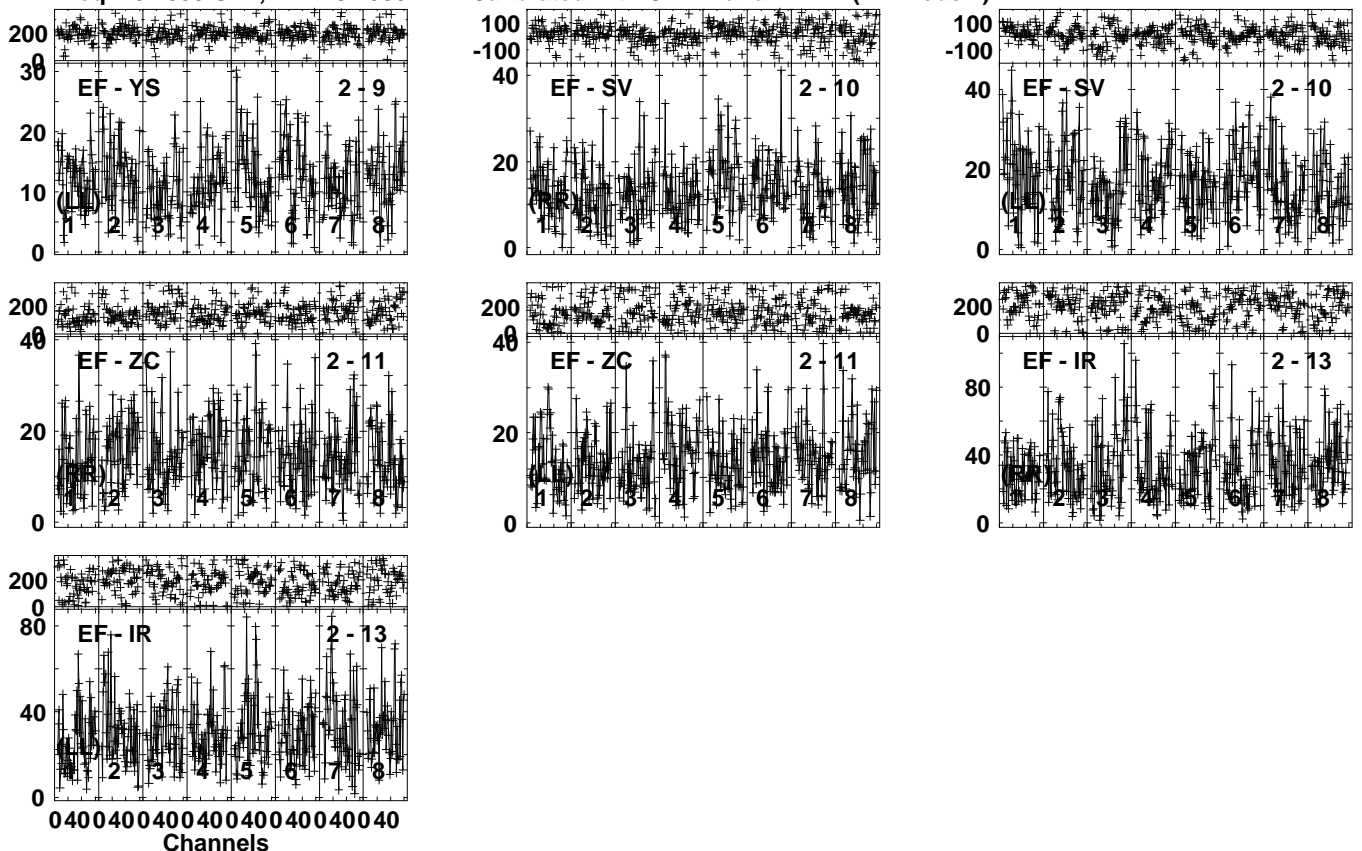 200 100 100
0 -100 -100
30 EF - YS 2 - 9
40 EF - SV 2 - 10
40 EF - SV 2 - 10
20 20 20
10 (LL) (RR) (LL)
1 2 3 4 5 6 7 8
1 2 3 4 5 6 7 8
1 2 3 4 5 6 7 8
0 0 0
200 200 200
0 0 0
40 EF - ZC 2 - 11
40 EF - ZC 2 - 11
EF - IR 2 - 13
80
20 20 40
(RR) (LL) (RR)
1 2 3 4 5 6 7 8
1 2 3 4 5 6 7 8
1 2 3 4 5 6 7 8
0 0 0
200
0
80 EF - IR 2 - 13
40
(LL)
1 2 3 4 5 6 7 8
0
0 40 0 40 0 40 0 40 0 40 0 40 0 40 0 40
Channels